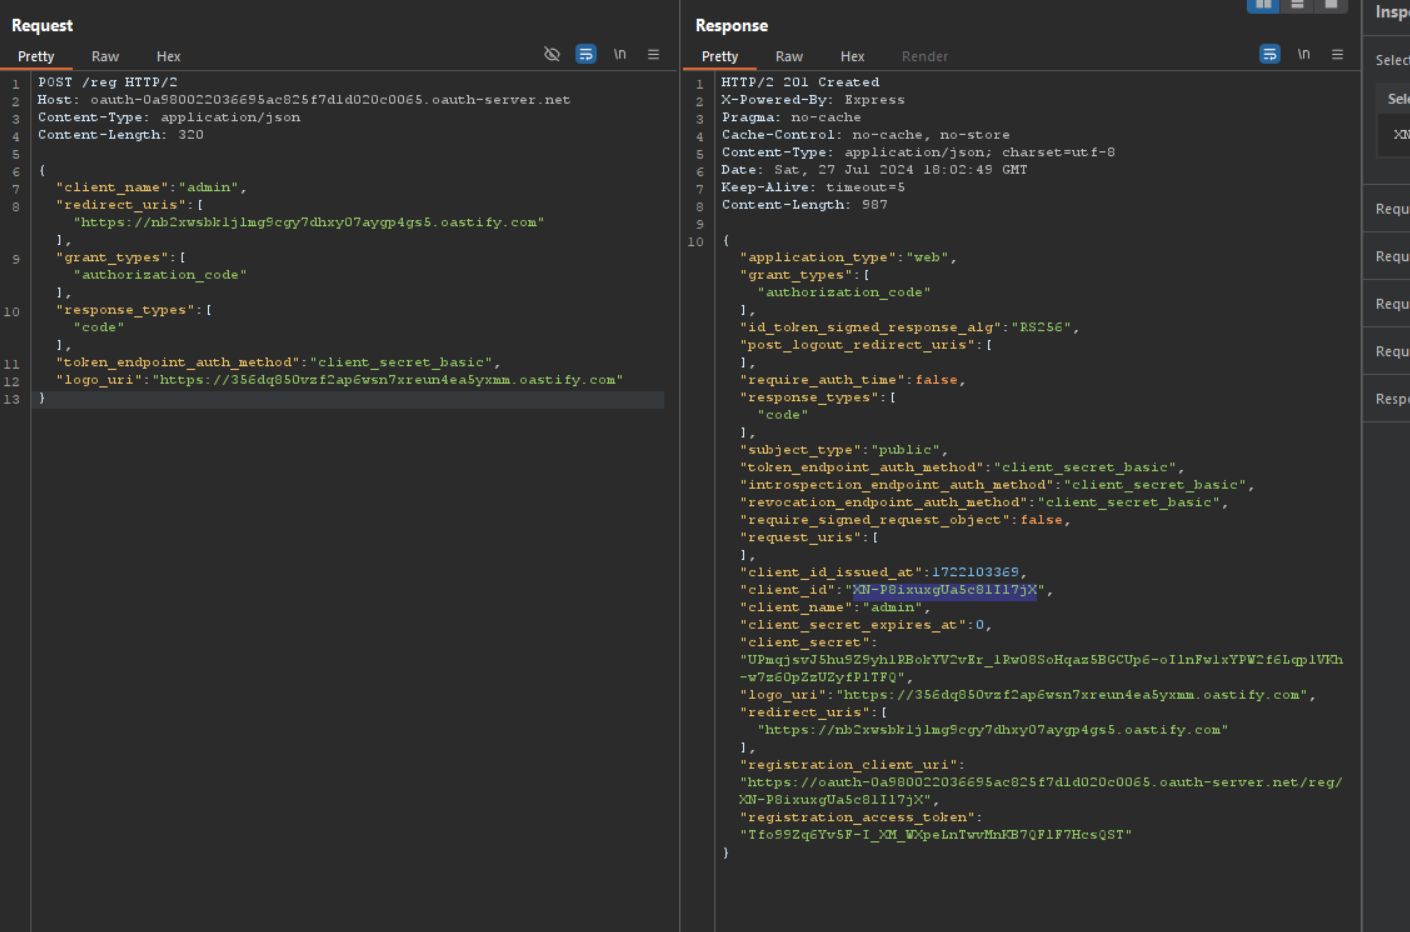 Request
Pretty Raw Hex
\n
1 POST /reg HTTP/2
2 Host: oauth-0a980022036695ac825f7d1d020c0065.oauth-server.net
3 Content-Type: application/json
4 Content-Length: 320
5
6 {
7 "client_name":"admin",
8 "redirect_uris":[
"https://nb2xwsbkljlmg9cgy7dhxy07aygp4gs5.oastify.com"
],
9 "grant_types":[
"authorization_code"
],
10 "response_types":[
"code"
],
11 "token_endpoint_auth_method":"client_secret_basic",
12 "logo_uri":"https://356dq850vzf2ap6wsn7xreun4ea5yxmm.oastify.com"
13 }
Response
Pretty Raw Hex Render
\n
1 HTTP/2 201 Created
2 X-Powered-By: Express
3 Pragma: no-cache
4 Cache-Control: no-cache, no-store
5 Content-Type: application/json; charset=utf-8
6 Date: Sat, 27 Jul 2024 18:02:49 GMT
7 Keep-Alive: timeout=5
8 Content-Length: 987
9
10 {
"application_type":"web",
"grant_types":[
"authorization_code"
],
"id_token_signed_response_alg":"RS256",
"post_logout_redirect_uris":[
],
"require_auth_time":false,
"response_types":[
"code"
],
"subject_type":"public",
"token_endpoint_auth_method":"client_secret_basic",
"introspection_endpoint_auth_method":"client_secret_basic",
"revocation_endpoint_auth_method":"client_secret_basic",
"require_signed_request_object":false,
"request_uris":[
],
"client_id_issued_at":1722103369,
"client_id":"XN-P8ixuxgUa5c81I17jX",
"client_name":"admin",
"client_secret_expires_at":0,
"client_secret":
"UPmqjsvJ5hu9Z9yh1RBokYV2vEr_1Rw08SoHqaz5BGCUp6-oI1nFw1xYPW2f6Lqp1VKh
-w7z60pZzUZyfP1TFQ",
"logo_uri":"https://356dq850vzf2ap6wsn7xreun4ea5yxmm.oastify.com",
"redirect_uris":[
"https://nb2xwsbkljlmg9cgy7dhxy07aygp4gs5.oastify.com"
],
"registration_client_uri":
"https://oauth-0a980022036695ac825f7d1d020c0065.oauth-server.net/reg/
XN-P8ixuxgUa5c81I17jX",
"registration_access_token":
"Tfo99Zq6Yv5F-I_XM_WXpeLnTwvMnKB7QF1F7HcsQST"
}
Insp
Select
Sele
XN
Requ
Requ
Requ
Requ
Respo